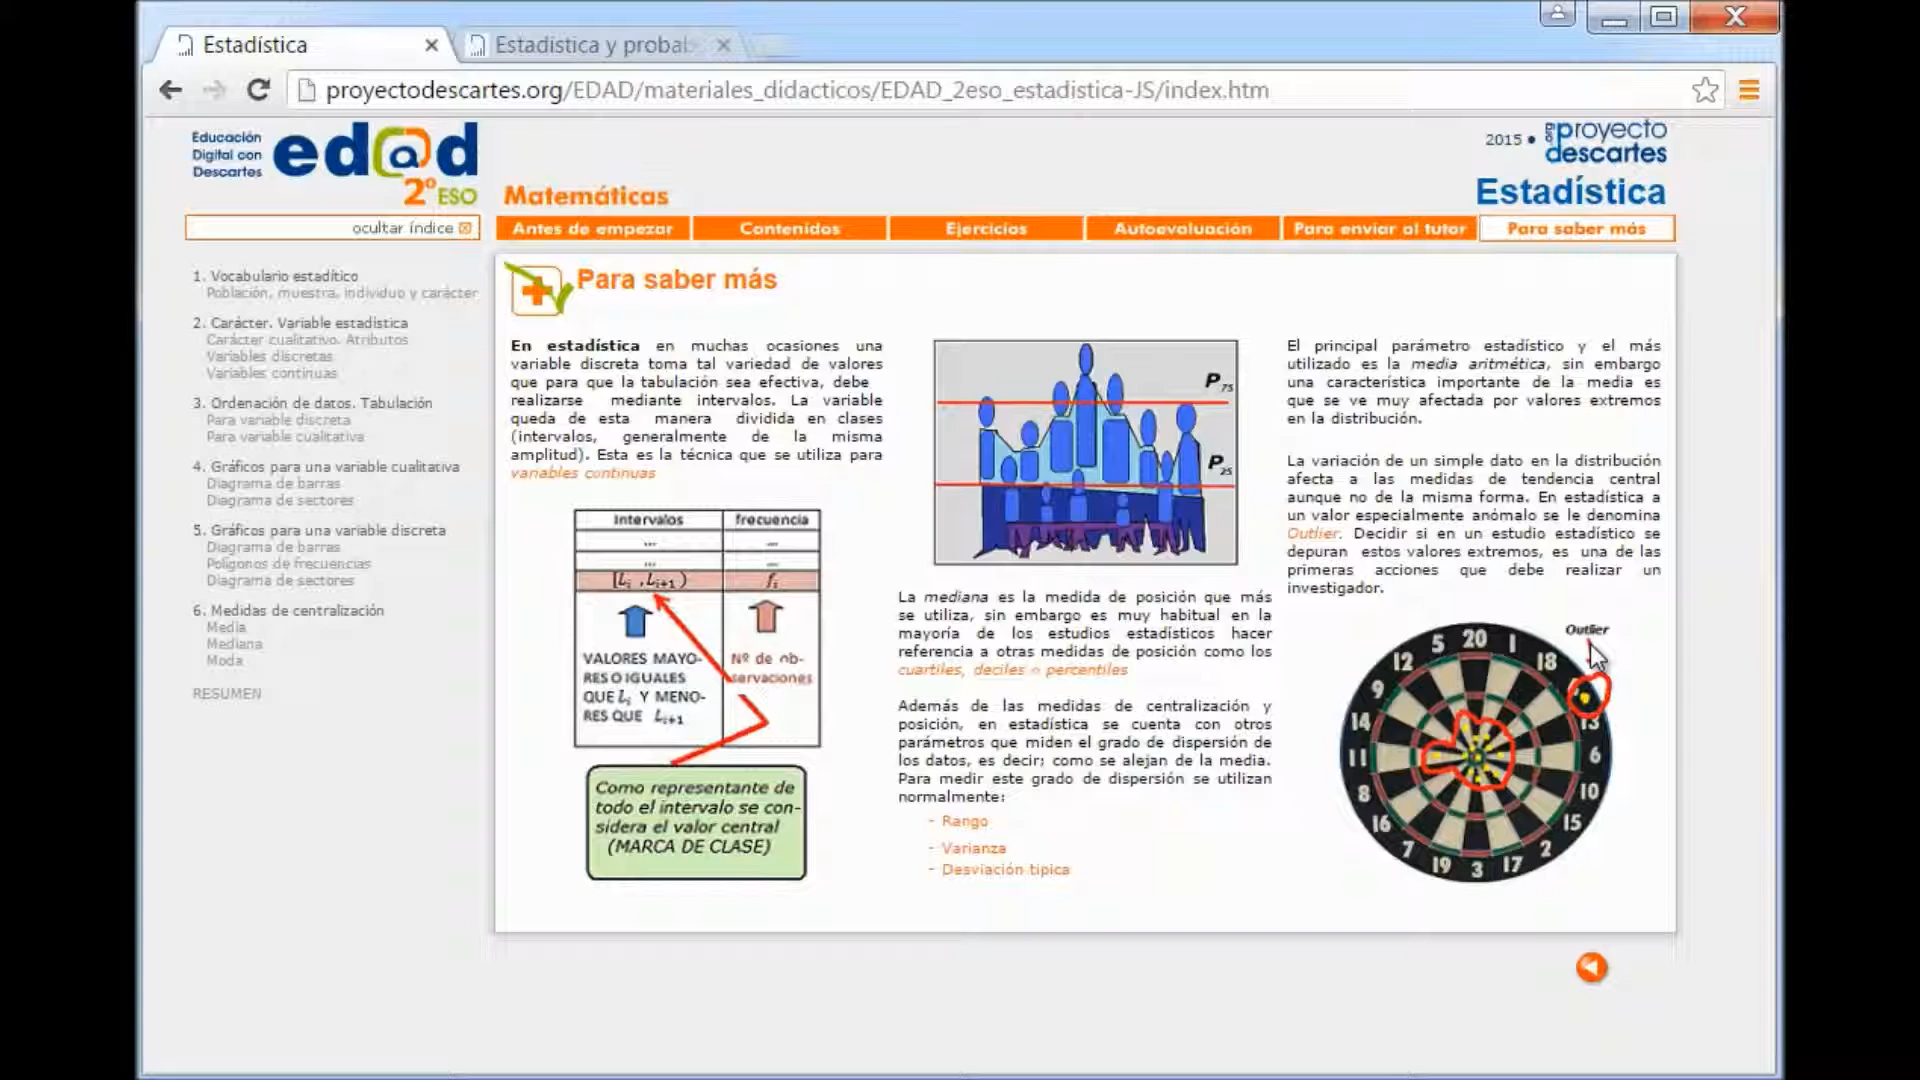 Estadística
Estadística y probab
proyectodescartes.org/EDAD/materiales_didacticos/EDAD_2eso_estadistica-JS/index.htm
Educación
Digital con
Descartes
ed@d
2º ESO
Matemáticas
2015 • proyecto
descartes
.org
Estadística
ocultar índice
Antes de empezar
Contenidos
Ejercicios
Autoevaluación
Para enviar al tutor
Para saber más
1. Vocabulario estadítico
Población, muestra, individuo y carácter
2. Carácter. Variable estadística
Carácter cualitativo. Atributos
Variables discretas
Variables continuas
3. Ordenación de datos. Tabulación
Para variable discreta
Para variable cualitativa
4. Gráficos para una variable cualitativa
Diagrama de barras
Diagrama de sectores
5. Gráficos para una variable discreta
Diagrama de barras
Poligonos de frecuencias
Diagrama de sectores
6. Medidas de centralización
Media
Mediana
Moda
RESUMEN
Para saber más
En estadística en muchas ocasiones una
variable discreta toma tal variedad de valores
que para que la tabulación sea efectiva, debe
realizarse mediante intervalos. La variable
queda de esta manera dividida en clases
(intervalos, generalmente de la misma
amplitud). Esta es la técnica que se utiliza para
variables continuas
Intervalos frecuencia
... ...
... ...
[Li ,Li+1) fi
VALORES MAYO-
RES O IGUALES
QUE Li Y MENO-
RES QUE Li+1
Nº de ob-
servaciones
Como representante de
todo el intervalo se con-
sidera el valor central
(MARCA DE CLASE)
P75
P25
La mediana es la medida de posición que más
se utiliza, sin embargo es muy habitual en la
mayoría de los estudios estadísticos hacer
referencia a otras medidas de posición como los
cuartiles, deciles o percentiles
Además de las medidas de centralización y
posición, en estadística se cuenta con otros
parámetros que miden el grado de dispersión de
los datos, es decir; como se alejan de la media.
Para medir este grado de dispersión se utilizan
normalmente:
- Rango
- Varianza
- Desviación tipica
El principal parámetro estadístico y el más
utilizado es la media aritmética, sin embargo
una característica importante de la media es
que se ve muy afectada por valores extremos
en la distribución.
La variación de un simple dato en la distribución
afecta a las medidas de tendencia central
aunque no de la misma forma. En estadística a
un valor especialmente anómalo se le denomina
Outlier. Decidir si en un estudio estadístico se
depuran estos valores extremos, es una de las
primeras acciones que debe realizar un
investigador.
Outlier
20
1
18
13
6
10
15
2
17
3
19
7
16
8
11
14
9
12
5